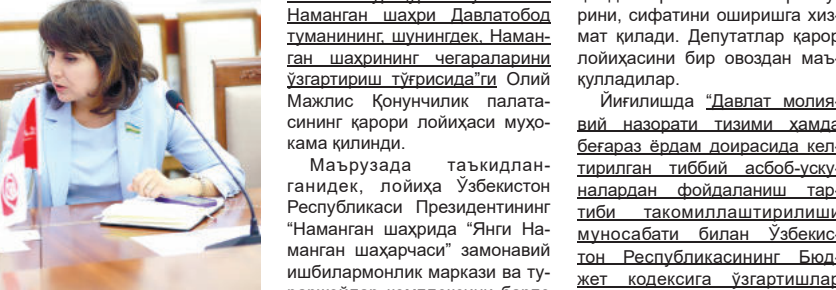 Наманган шаҳри Давлатобод
туманининг, шунингдек, Наман-
ган шаҳрининг чегараларини
ўзгартириш тўғрисида”ги Олий
Мажлис Қонунчилик палата-
сининг қарори лойиҳаси муҳо-
кама қилинди.
Маърузада таъкидлан-
ганидек, лойиҳа Ўзбекистон
Республикаси Президентининг
“Наманган шаҳрида “Янги На-
манган шаҳарчаси” замонавий
ишбилармонлик маркази ва ту-
рини, сифатини оширишга хиз-
мат қилади. Депутатлар қарор
лойиҳасини бир овоздан маъ-
қулладилар.
Йиғилишда “Давлат молия-
вий назорати тизими ҳамда
беғараз ёрдам доирасида кел-
тирилган тиббий асбоб-уску-
налардан фойдаланиш тар-
тиби такомиллаштирилиши
муносабати билан Ўзбекис-
тон Республикасининг Бюд-
жет кодексига ўзгартишлар